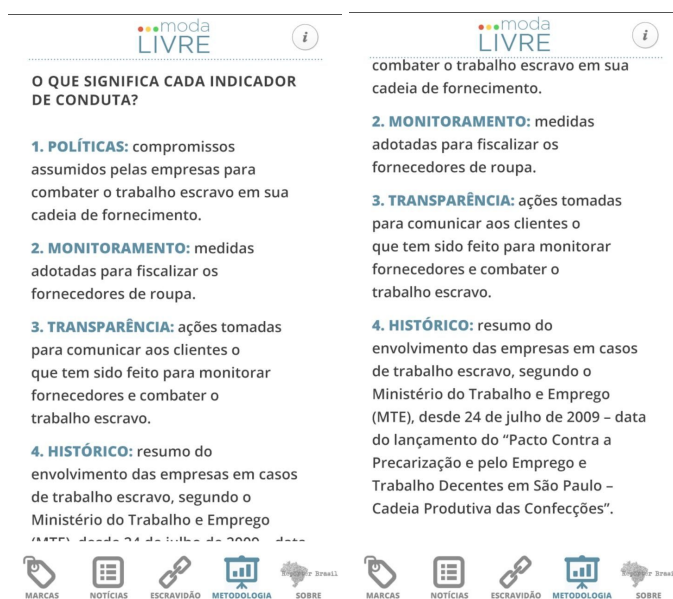 moda
LIVRE
i
O QUE SIGNIFICA CADA INDICADOR
DE CONDUTA?
1. POLÍTICAS: compromissos
assumidos pelas empresas para
combater o trabalho escravo em sua
cadeia de fornecimento.
2. MONITORAMENTO: medidas
adotadas para fiscalizar os
fornecedores de roupa.
3. TRANSPARÊNCIA: ações tomadas
para comunicar aos clientes o
que tem sido feito para monitorar
fornecedores e combater o
trabalho escravo.
4. HISTÓRICO: resumo do
envolvimento das empresas em casos
de trabalho escravo, segundo o
Ministério do Trabalho e Emprego
(MTE), desde 24 de julho de 2009 – data
MARCAS NOTÍCIAS ESCRAVIDÃO METODOLOGIA SOBRE
moda
LIVRE
i
combater o trabalho escravo em sua
cadeia de fornecimento.
2. MONITORAMENTO: medidas
adotadas para fiscalizar os
fornecedores de roupa.
3. TRANSPARÊNCIA: ações tomadas
para comunicar aos clientes o
que tem sido feito para monitorar
fornecedores e combater o
trabalho escravo.
4. HISTÓRICO: resumo do
envolvimento das empresas em casos
de trabalho escravo, segundo o
Ministério do Trabalho e Emprego
(MTE), desde 24 de julho de 2009 – data
do lançamento do “Pacto Contra a
Precarização e pelo Emprego e
Trabalho Decentes em São Paulo –
Cadeia Produtiva das Confecções”.
MARCAS NOTÍCIAS ESCRAVIDÃO METODOLOGIA SOBRE